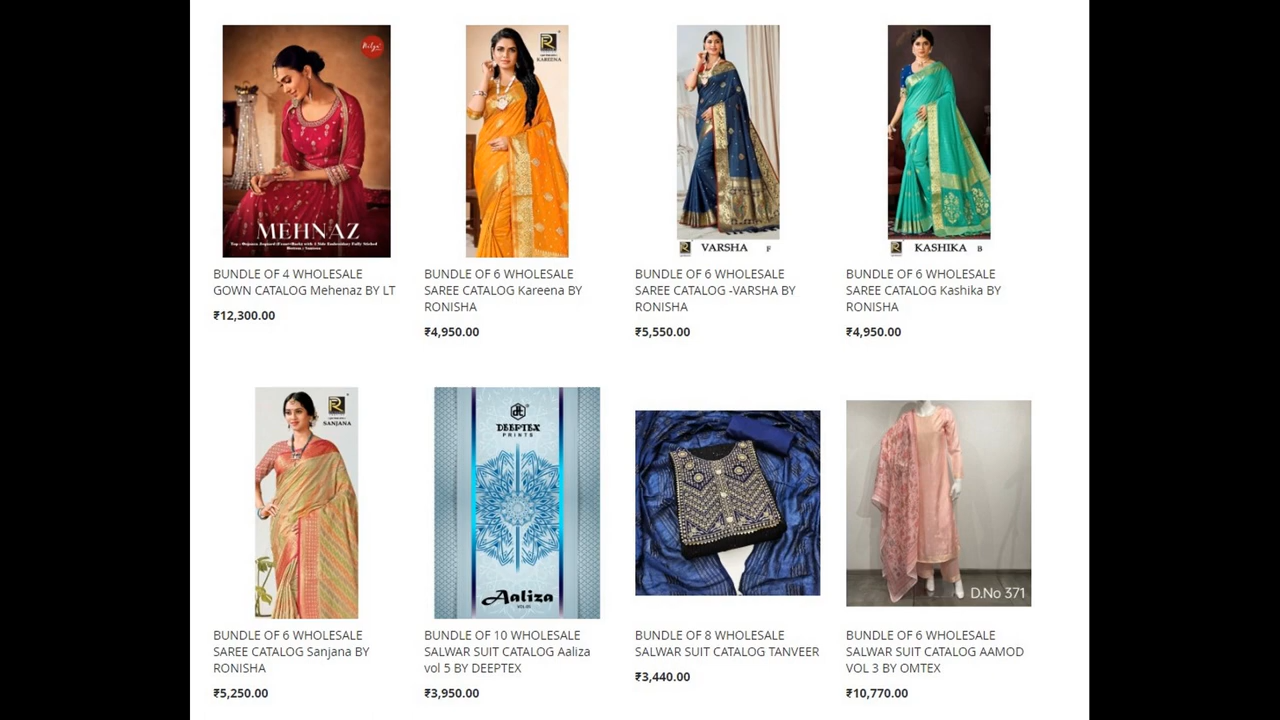 Nilgi
MEHNAZ
BUNDLE OF 4 WHOLESALE
GOWN CATALOG Mehenaz BY LT
₹12,300.00
R
KAREENA
BUNDLE OF 6 WHOLESALE
SAREE CATALOG Kareena BY
RONISHA
₹4,950.00
R
VARSHA F
BUNDLE OF 6 WHOLESALE
SAREE CATALOG -VARSHA BY
RONISHA
₹5,550.00
R
KASHIKA B
BUNDLE OF 6 WHOLESALE
SAREE CATALOG Kashika BY
RONISHA
₹4,950.00
R
SANJANA
BUNDLE OF 6 WHOLESALE
SAREE CATALOG Sanjana BY
RONISHA
₹5,250.00
dt
DEEPTEX
PRINTS
Aaliza
BUNDLE OF 10 WHOLESALE
SALWAR SUIT CATALOG Aaliza
vol 5 BY DEEPTEX
₹3,950.00
BUNDLE OF 8 WHOLESALE
SALWAR SUIT CATALOG TANVEER
₹3,440.00
D.No 371
BUNDLE OF 6 WHOLESALE
SALWAR SUIT CATALOG AAMOD
VOL 3 BY OMTEX
₹10,770.00